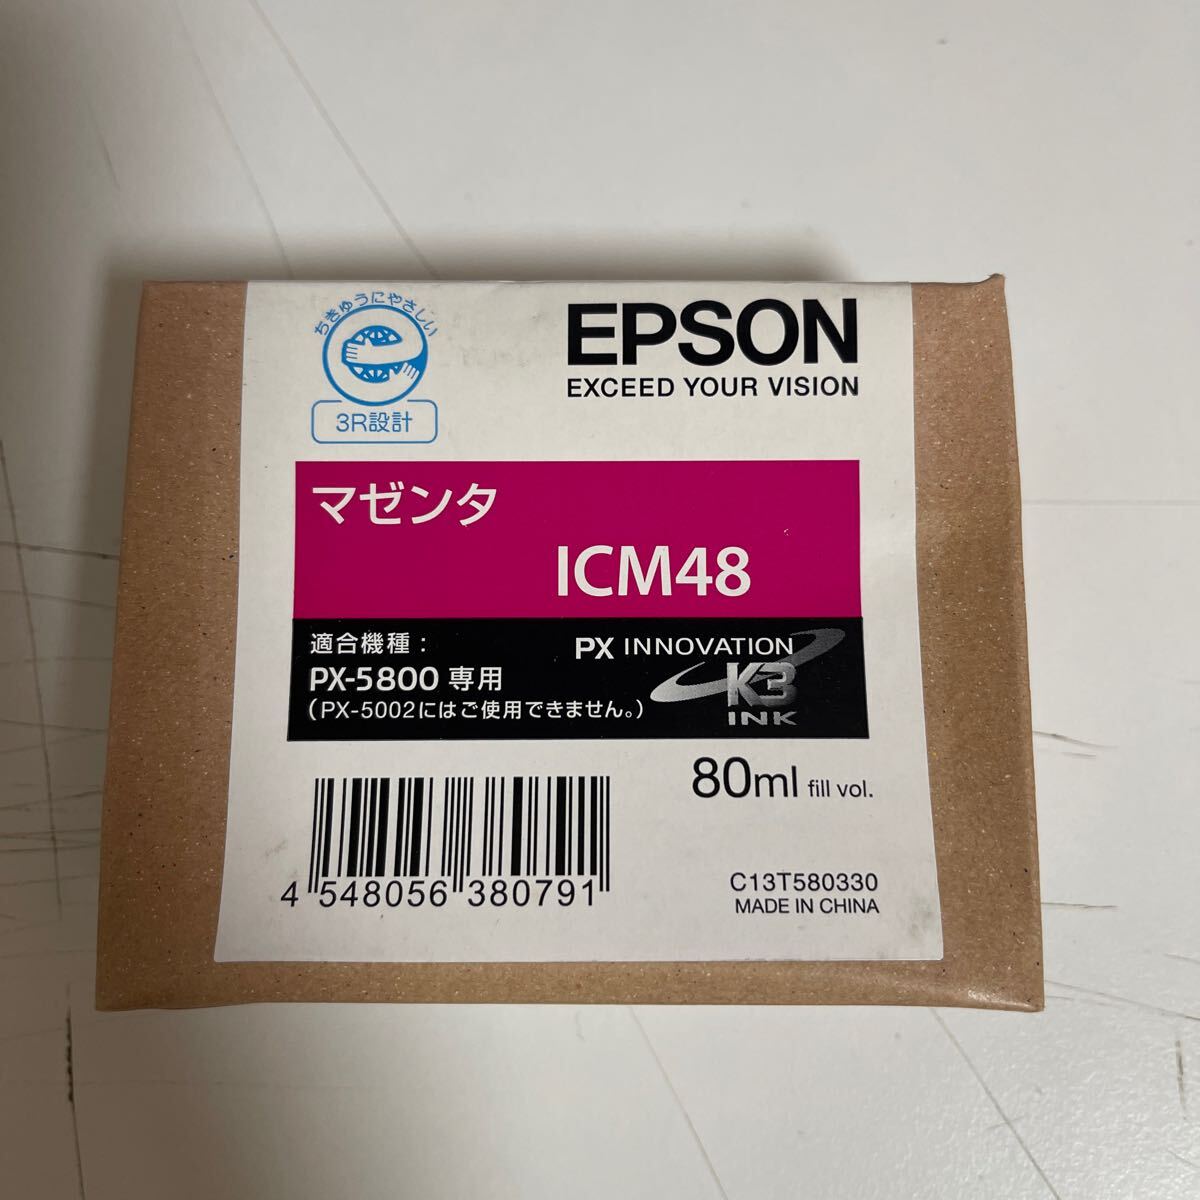 ちきゅうにやさしい
3R設計
EPSON
EXCEED YOUR VISION
マゼンタ
ICM48
適合機種：
PX-5800 専用
（PX-5002にはご使用できません。）
PX INNOVATION
K3
INK
80ml fill vol.
4 548056 380791
C13T580330
MADE IN CHINA